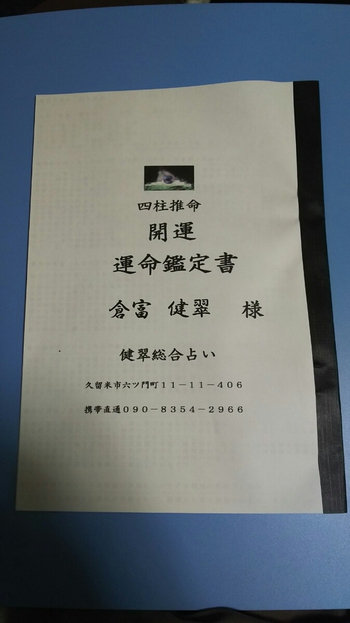 四柱推命
開運
運命鑑定書
倉富 健翠 様
健翠総合占い
久留米市六ツ門町11-11-406
携帯直通090-8354-2966